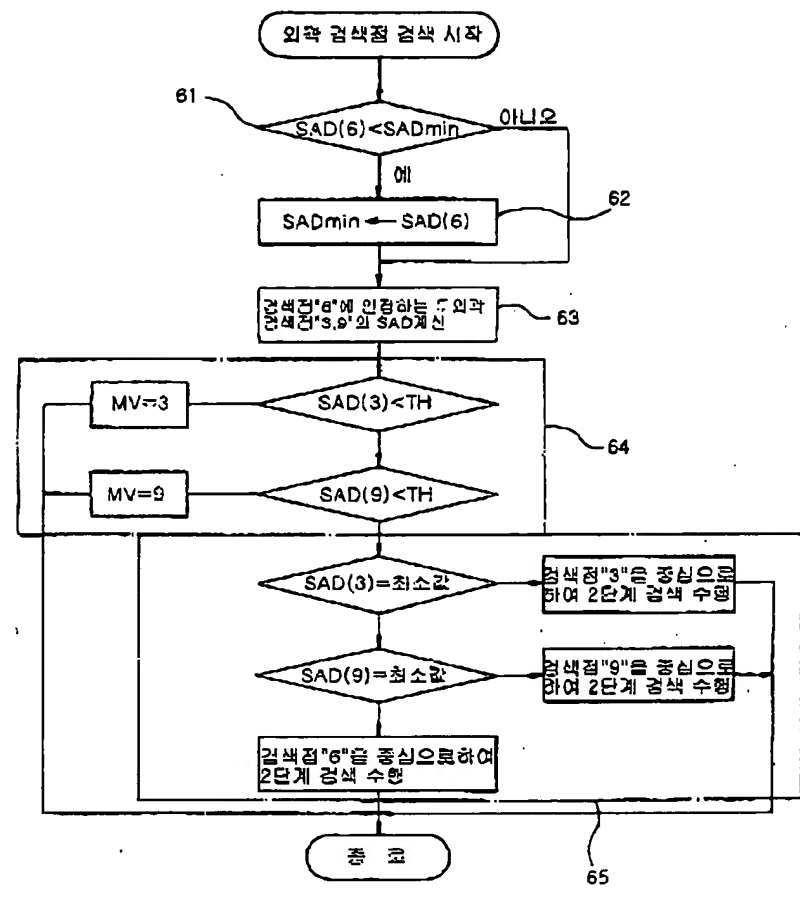 외곽 검색점 검색 시작
61
SAD(6)<SADmin
아니오
예
62
SADmin ← SAD(6)
검색점"6"에 인접하는 두외곽
검색점"3,9"의 SAD계산
63
MV=3
SAD(3)<TH
64
MV=9
SAD(9)<TH
SAD(3)=최소값
검색점"3"을 중심으로
하여 2단계 검색 수행
SAD(9)=최소값
검색점"9"을 중심으로
하여 2단계 검색 수행
검색점"6"을 중심으로하여
2단계 검색 수행
종 료
65